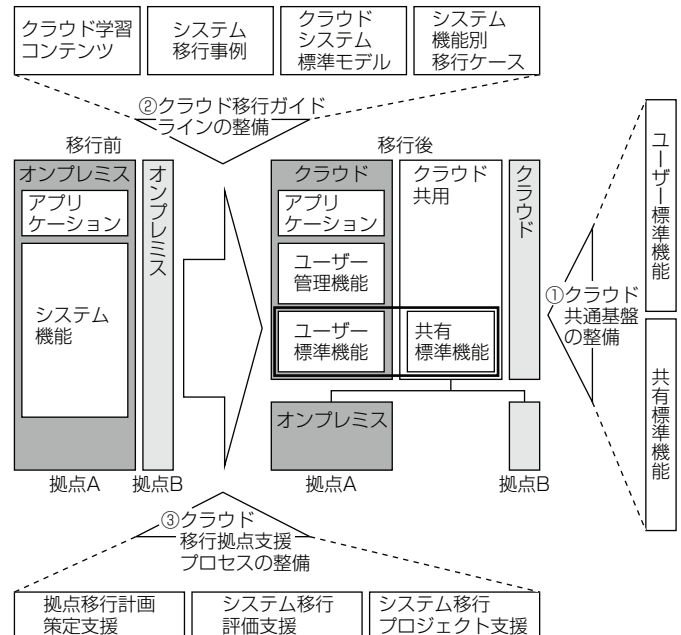 クラウド学習
コンテンツ
システム
移行事例
クラウド
システム
標準モデル
システム
機能別
移行ケース
②クラウド移行ガイド
ラインの整備
移行前
移行後
オンプレミス
アプリ
ケーション
システム
機能
オンプレミス
クラウド
アプリ
ケーション
ユーザー
管理機能
ユーザー
標準機能
クラウド
共用
共有
標準機能
クラウド
オンプレミス
拠点A
拠点B
拠点A
拠点B
①クラウド
共通基盤
の整備
ユーザー標準機能
共有標準機能
③クラウド
移行拠点支援
プロセスの整備
拠点移行計画
策定支援
システム移行
評価支援
システム移行
プロジェクト支援